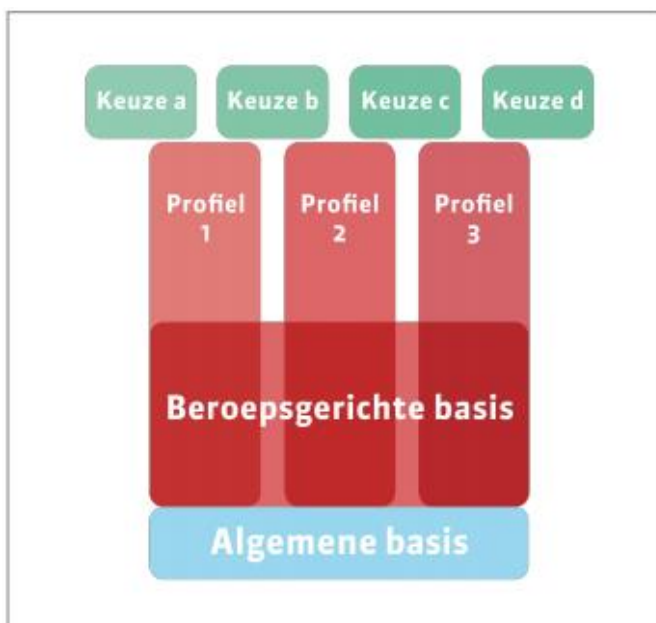 Keuze a
Keuze b
Keuze c
Keuze d
Profiel
1
Profiel
2
Profiel
3
Beroepsgerichte basis
Algemene basis